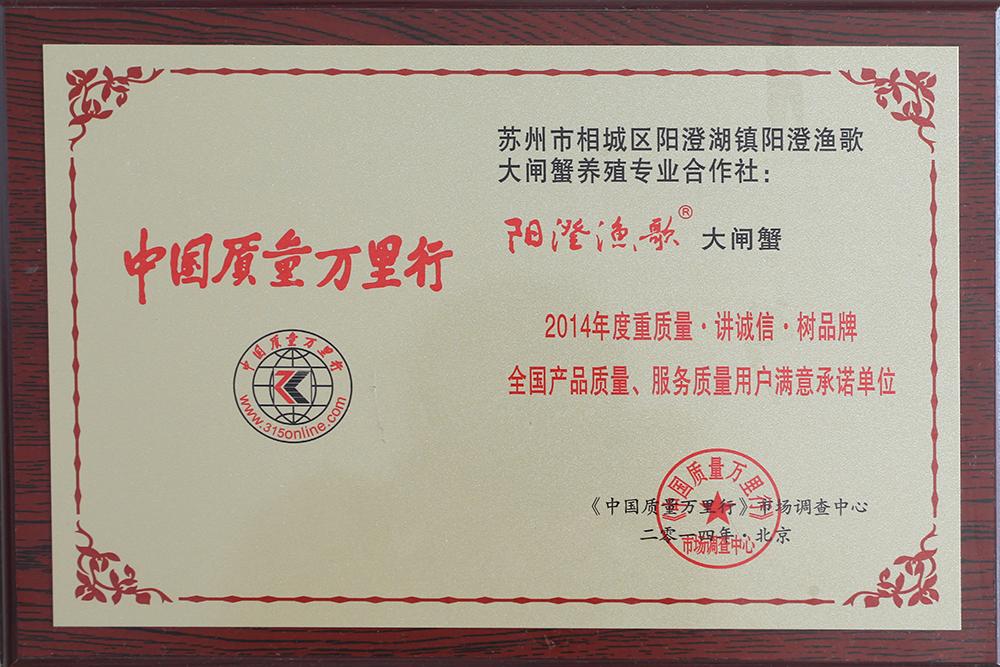 苏州市相城区阳澄湖镇阳澄渔歌
大闸蟹养殖专业合作社:
阳澄渔歌® 大闸蟹
中国质量万里行
2014年度重质量·讲诚信·树品牌
全国产品质量、服务质量用户满意承诺单位
中国质量万里行
www.315online.com
《中国质量万里行》市场调查中心
二零一四年·北京
《中国质量万里行》
市场调查中心